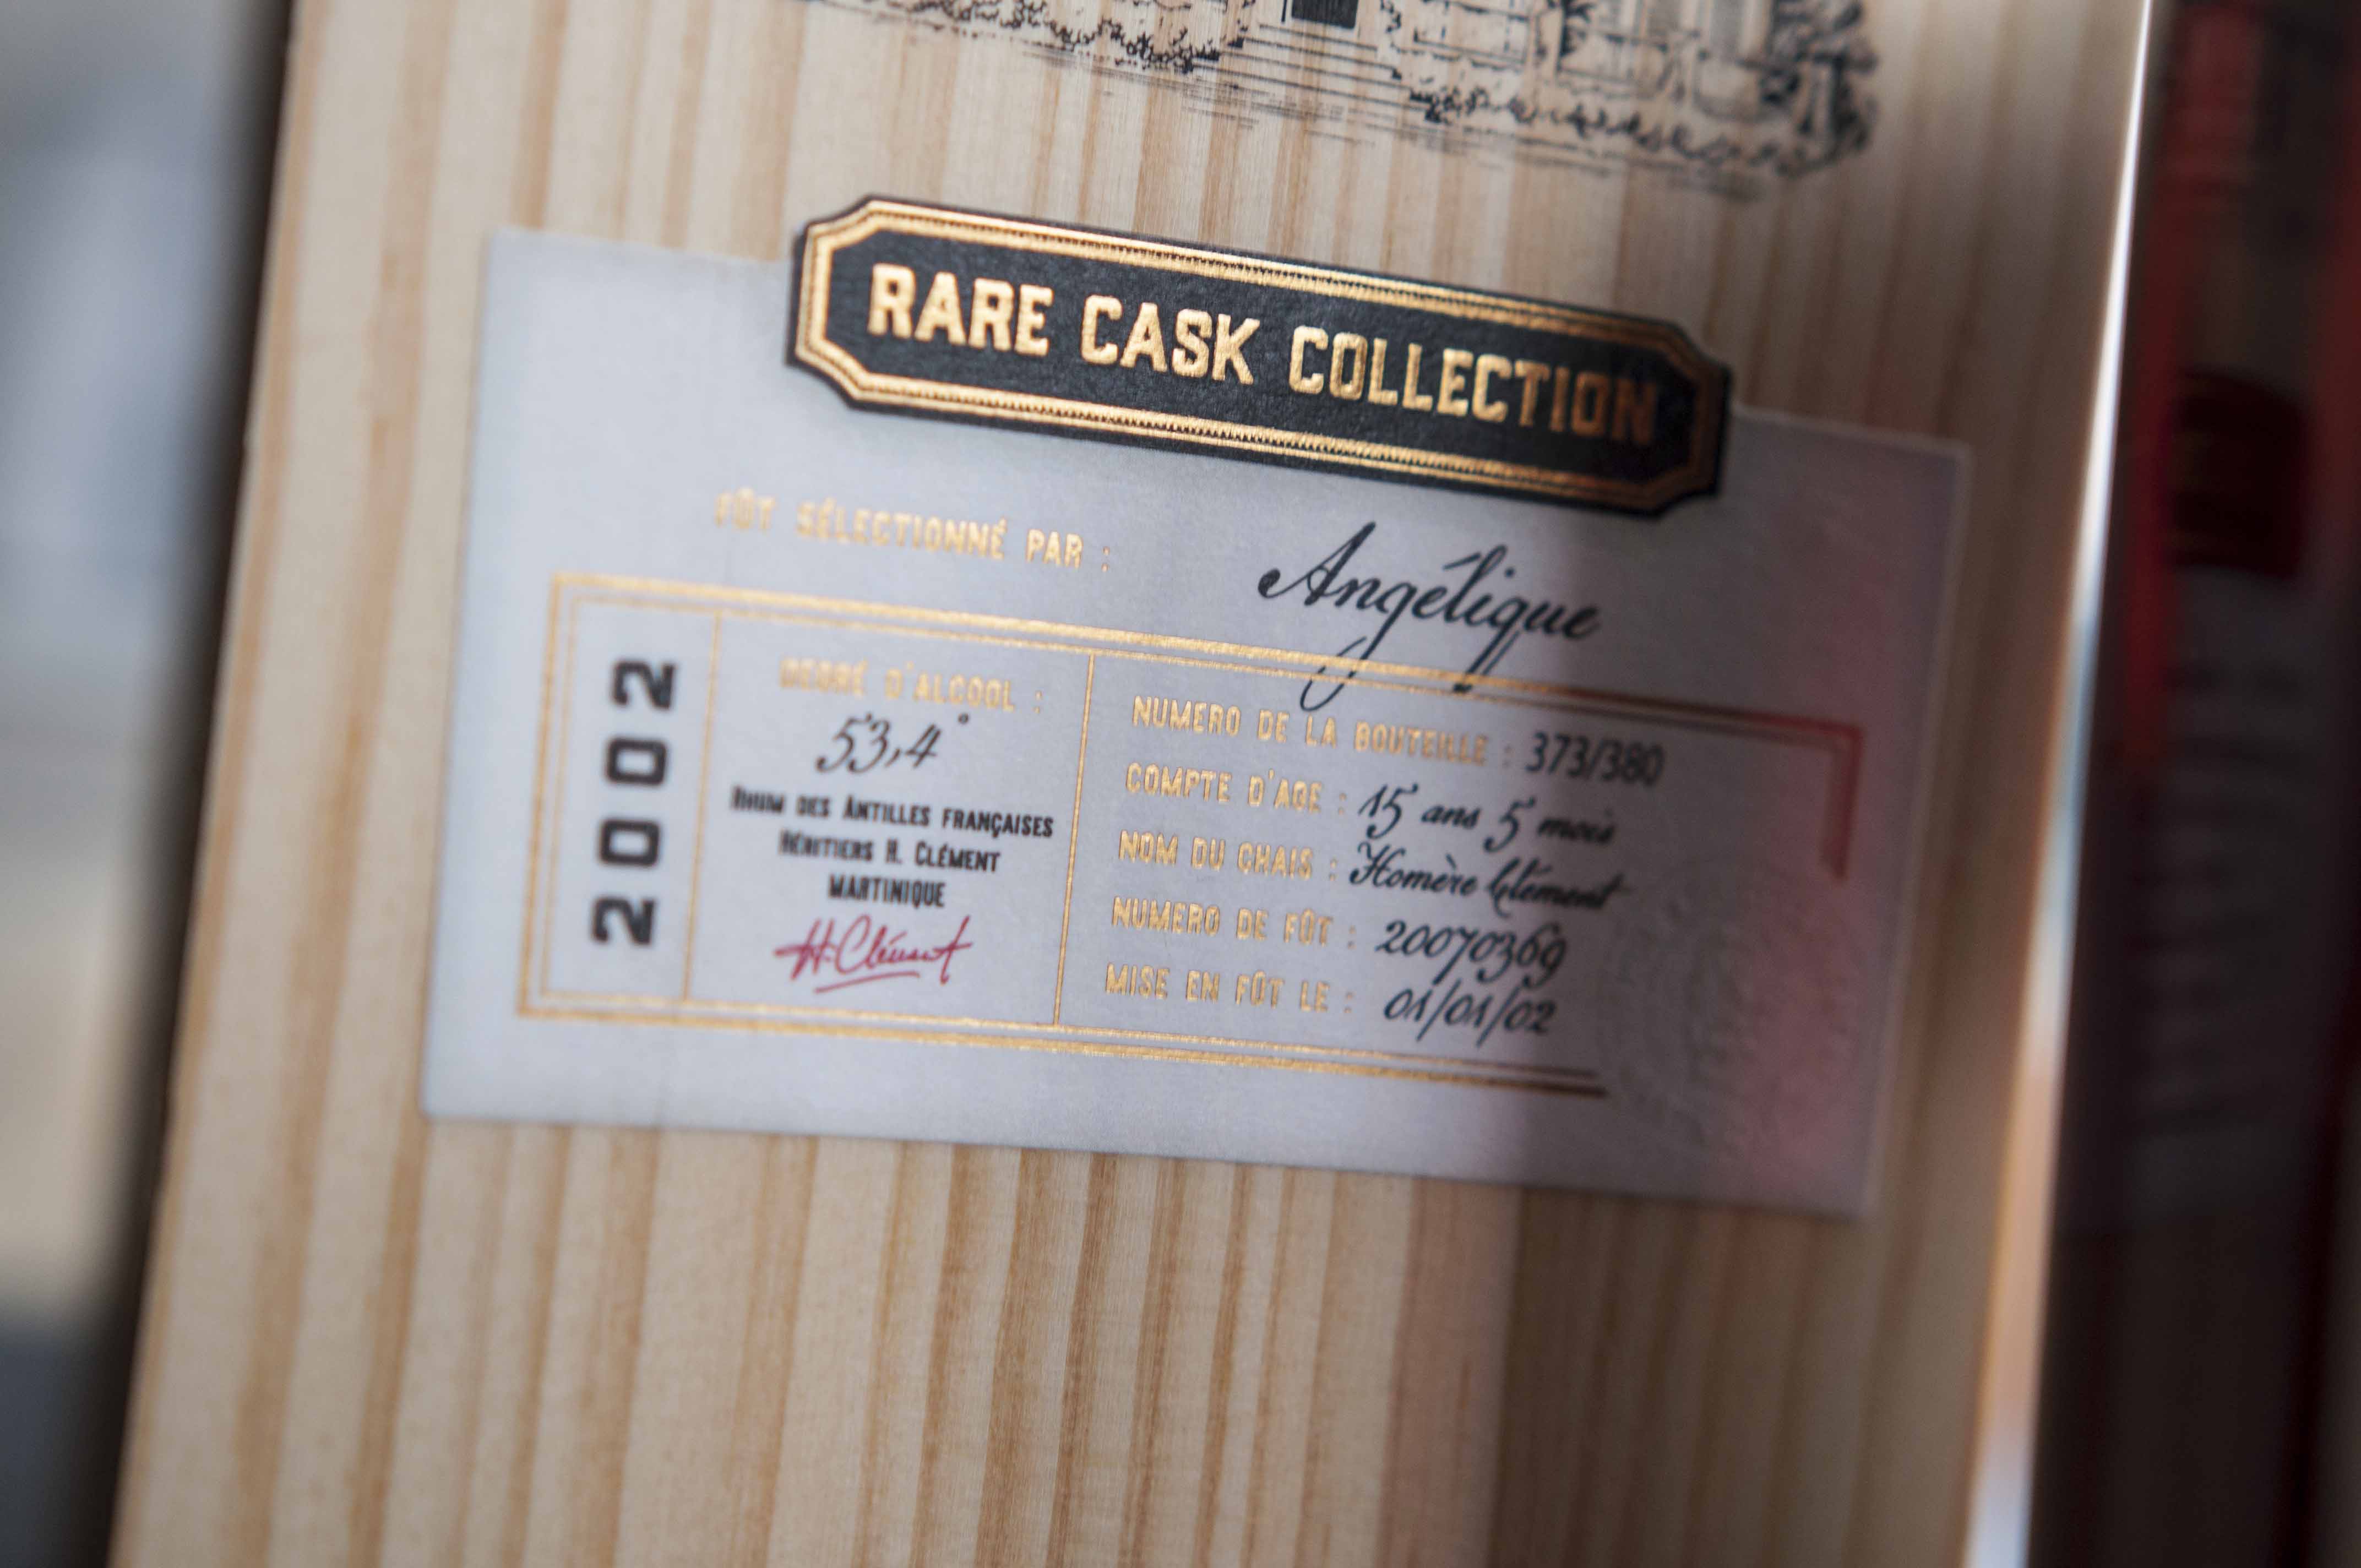 RARE CASK COLLECTION
FÛT SÉLECTIONNÉ PAR : Angélique
2002
DEGRÉ D'ALCOOL :
53,4°
RHUM DES ANTILLES FRANÇAISES
HÉRITIERS H. CLÉMENT
MARTINIQUE
H. Clément
NUMERO DE LA BOUTEILLE : 373/380
COMPTE D'AGE : 15 ans 5 mois
NOM DU CHAIS : Homère Clément
NUMERO DE FÛT : 20070369
MISE EN FÛT LE : 01/01/02